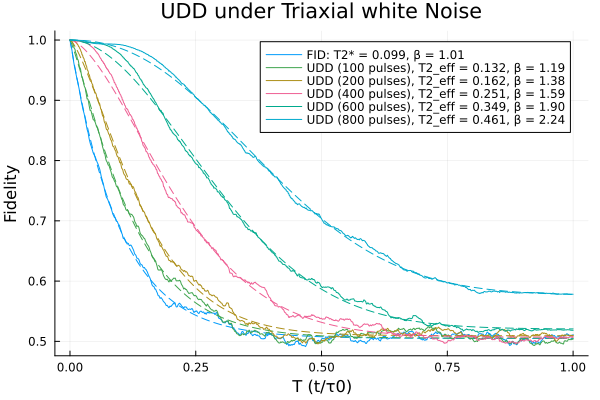 UDD under Triaxial white Noise
FID: T2* = 0.099, β = 1.01
UDD (100 pulses), T2_eff = 0.132, β = 1.19
UDD (200 pulses), T2_eff = 0.162, β = 1.38
UDD (400 pulses), T2_eff = 0.251, β = 1.59
UDD (600 pulses), T2_eff = 0.349, β = 1.90
UDD (800 pulses), T2_eff = 0.461, β = 2.24
Fidelity
1.0
0.9
0.8
0.7
0.6
0.5
0.00 0.25 0.50 0.75 1.00
T (t/τ0)